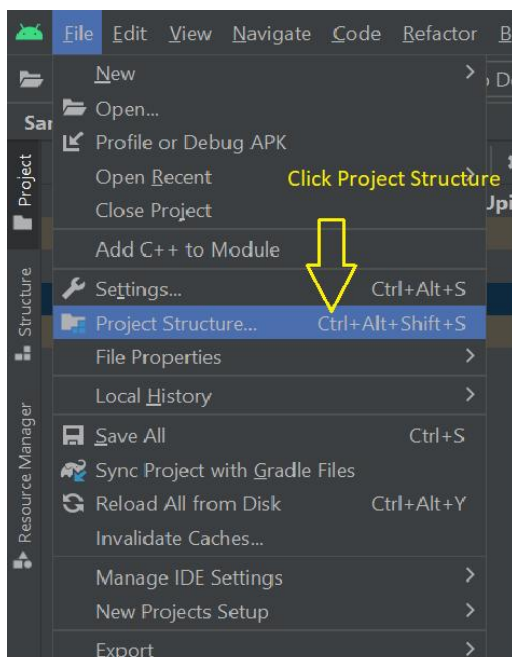 File Edit View Navigate Code Refactor B
New
Open...
Profile or Debug APK
Open Recent
Click Project Structure
Close Project
Add C++ to Module
Settings... Ctrl+Alt+S
Project Structure... Ctrl+Alt+Shift+S
File Properties
Local History
Save All Ctrl+S
Sync Project with Gradle Files
Reload All from Disk Ctrl+Alt+Y
Invalidate Caches...
Manage IDE Settings
New Projects Setup
Export
Project
Structure
Resource Manager